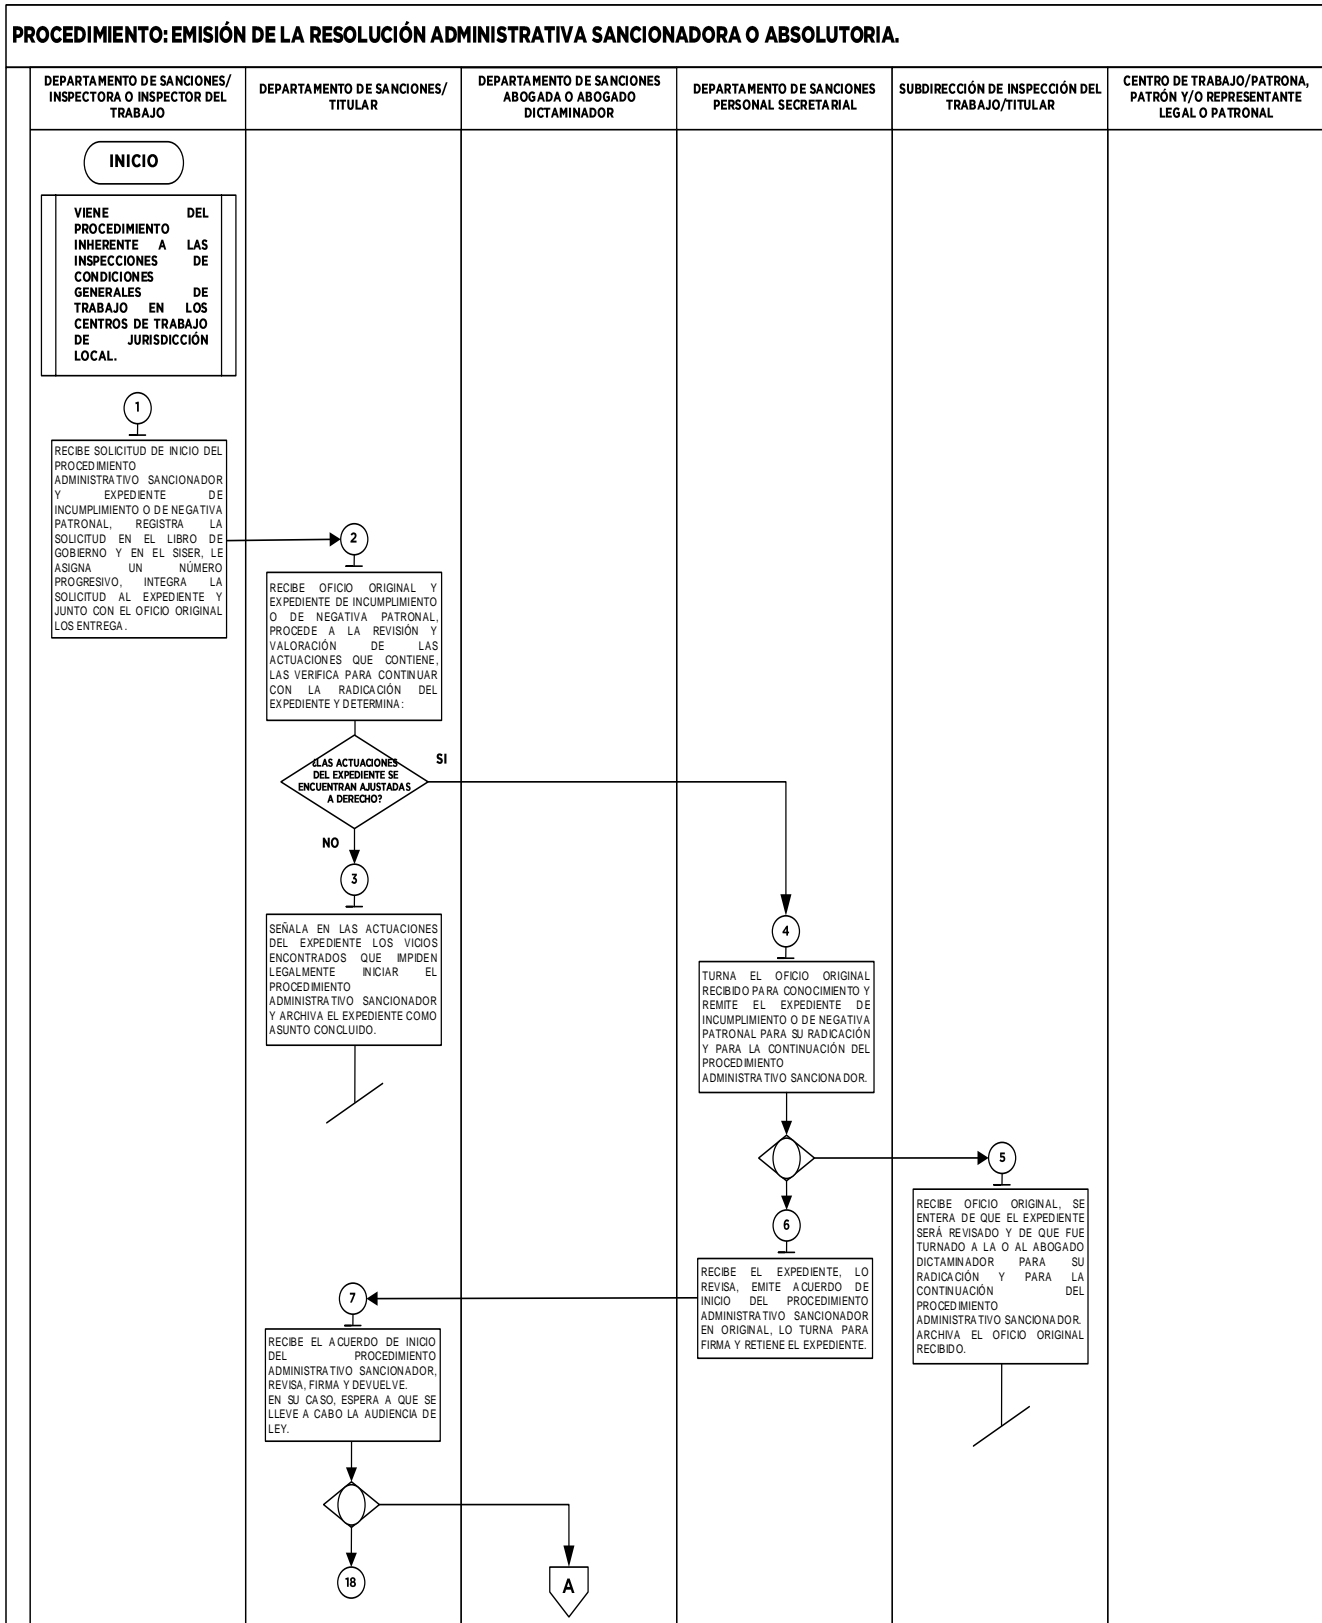 PROCEDIMIENTO: EMISIÓN DE LA RESOLUCIÓN ADMINISTRATIVA SANCIONADORA O ABSOLUTORIA.
DEPARTAMENTO DE SANCIONES/
INSPECTORA O INSPECTOR DEL
TRABAJO
DEPARTAMENTO DE SANCIONES/
TITULAR
DEPARTAMENTO DE SANCIONES
ABOGADA O ABOGADO
DICTAMINADOR
DEPARTAMENTO DE SANCIONES
PERSONAL SECRETARIAL
SUBDIRECCIÓN DE INSPECCIÓN DEL
TRABAJO/TITULAR
CENTRO DE TRABAJO/PATRONA,
PATRÓN Y/O REPRESENTANTE
LEGAL O PATRONAL
INICIO
VIENE DEL
PROCEDIMIENTO
INHERENTE A LAS
INSPECCIONES DE
CONDICIONES
GENERALES DE
TRABAJO EN LOS
CENTROS DE TRABAJO
DE JURISDICCIÓN
LOCAL.
1
RECIBE SOLICITUD DE INICIO DEL
PROCEDIMIENTO
ADMINISTRATIVO SANCIONADOR
Y EXPEDIENTE DE
INCUMPLIMIENTO O DE NEGATIVA
PATRONAL, REGISTRA LA
SOLICITUD EN EL LIBRO DE
GOBIERNO Y EN EL SISER, LE
ASIGNA UN NÚMERO
PROGRESIVO, INTEGRA LA
SOLICITUD AL EXPEDIENTE Y
JUNTO CON EL OFICIO ORIGINAL
LOS ENTREGA.
2
RECIBE OFICIO ORIGINAL Y
EXPEDIENTE DE INCUMPLIMIENTO
O DE NEGATIVA PATRONAL,
PROCEDE A LA REVISIÓN Y
VALORACIÓN DE LAS
ACTUACIONES QUE CONTIENE,
LAS VERIFICA PARA CONTINUAR
CON LA RADICACIÓN DEL
EXPEDIENTE Y DETERMINA:
¿LAS ACTUACIONES
DEL EXPEDIENTE SE
ENCUENTRAN AJUSTADAS
A DERECHO?
SI
NO
3
SEÑALA EN LAS ACTUACIONES
DEL EXPEDIENTE LOS VICIOS
ENCONTRADOS QUE IMPIDEN
LEGALMENTE INICIAR EL
PROCEDIMIENTO
ADMINISTRATIVO SANCIONADOR
Y ARCHIVA EL EXPEDIENTE COMO
ASUNTO CONCLUIDO.
4
TURNA EL OFICIO ORIGINAL
RECIBIDO PARA CONOCIMIENTO Y
REMITE EL EXPEDIENTE DE
INCUMPLIMIENTO O DE NEGATIVA
PATRONAL PARA SU RADICACIÓN
Y PARA LA CONTINUACIÓN DEL
PROCEDIMIENTO
ADMINISTRATIVO SANCIONADOR.
5
RECIBE OFICIO ORIGINAL, SE
ENTERA DE QUE EL EXPEDIENTE
SERÁ REVISADO Y DE QUE FUE
TURNADO A LA O AL ABOGADO
DICTAMINADOR PARA SU
RADICACIÓN Y PARA LA
CONTINUACIÓN DEL
PROCEDIMIENTO
ADMINISTRATIVO SANCIONADOR.
ARCHIVA EL OFICIO ORIGINAL
RECIBIDO.
6
RECIBE EL EXPEDIENTE, LO
REVISA, EMITE ACUERDO DE
INICIO DEL PROCEDIMIENTO
ADMINISTRATIVO SANCIONADOR
EN ORIGINAL, LO TURNA PARA
FIRMA Y RETIENE EL EXPEDIENTE.
7
RECIBE EL ACUERDO DE INICIO
DEL PROCEDIMIENTO
ADMINISTRATIVO SANCIONADOR,
REVISA, FIRMA Y DEVUELVE.
EN SU CASO, ESPERA A QUE SE
LLEVE A CABO LA AUDIENCIA DE
LEY.
18
A